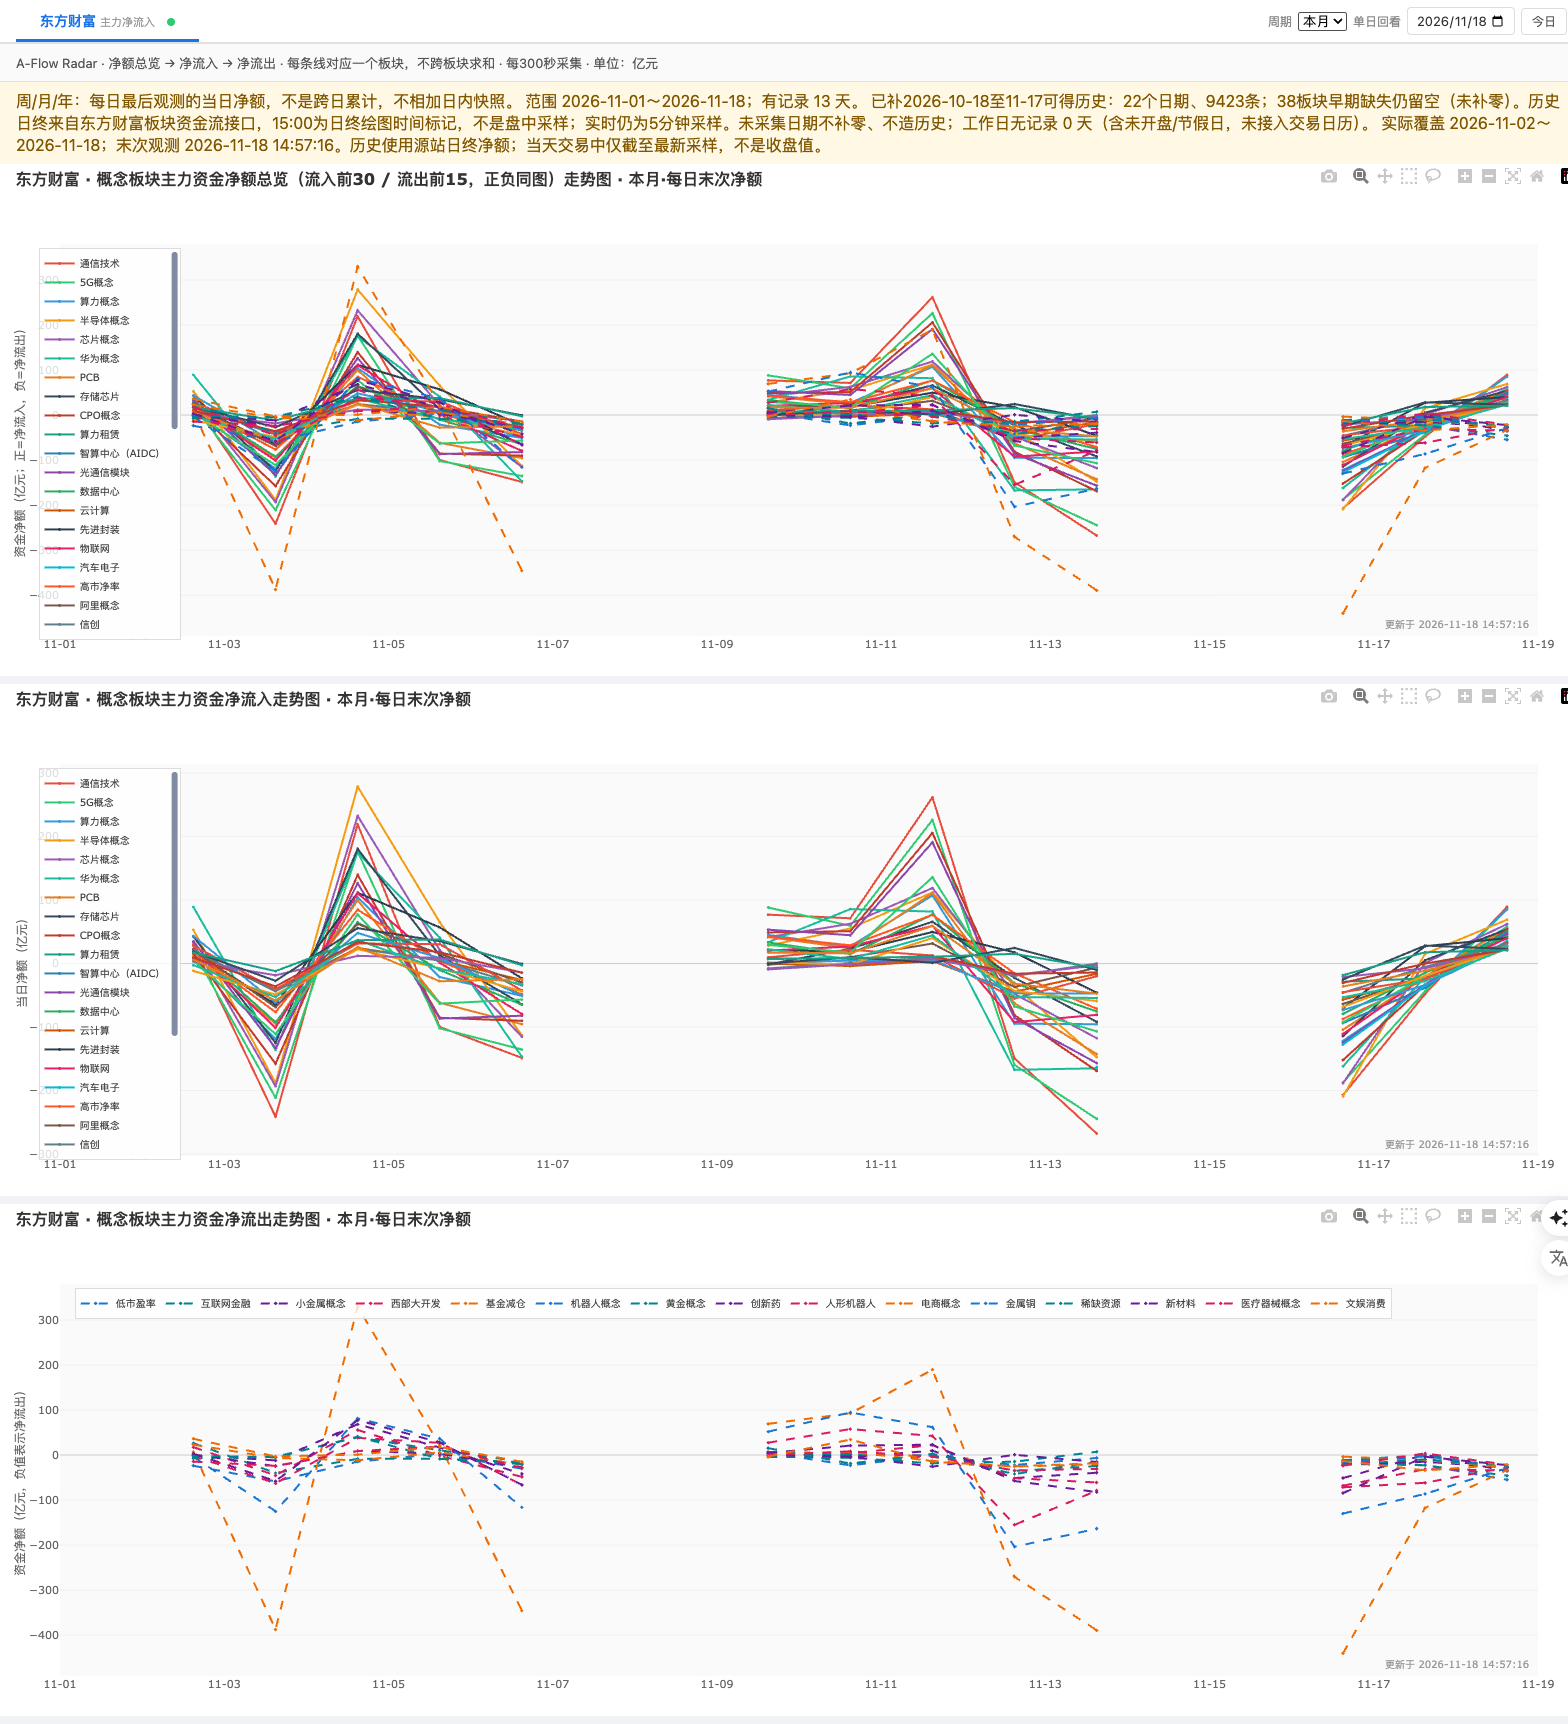 东方财富 主力净流入
周期 本月 单日回看 2026/11/18 今日
A-Flow Radar · 净额总览 → 净流入 → 净流出 · 每条线对应一个板块，不跨板块求和 · 每300秒采集 · 单位：亿元
周/月/年：每日最后观测的当日净额，不是跨日累计，不相加日内快照。 范围 2026-11-01～2026-11-18；有记录 13 天。 已补2026-10-18至11-17可得历史：22个日期、9423条；38板块早期缺失仍留空（未补零）。历史
日终来自东方财富板块资金流接口，15:00为日终绘图时间标记，不是盘中采样；实时仍为5分钟采样。未采集日期不补零、不造历史；工作日无记录 0 天（含未开盘/节假日，未接入交易日历）。 实际覆盖 2026-11-02～
2026-11-18；末次观测 2026-11-18 14:57:16。历史使用源站日终净额；当天交易中仅截至最新采样，不是收盘值。
东方财富 · 概念板块主力资金净额总览（流入前30 / 流出前15，正负同图）走势图 · 本月·每日末次净额
资金净额（亿元；正=净流入，负=净流出）
300
200
100
−100
−200
−300
−400
通信技术
5G概念
算力概念
半导体概念
芯片概念
华为概念
PCB
存储芯片
CPO概念
算力租赁
智算中心（AIDC）
光通信模块
数据中心
云计算
先进封装
物联网
汽车电子
高市净率
阿里概念
信创
更新于 2026-11-18 14:57:16
11-01 11-03 11-05 11-07 11-09 11-11 11-13 11-15 11-17 11-19
东方财富 · 概念板块主力资金净流入走势图 · 本月·每日末次净额
当日净额（亿元）
300
200
100
0
−100
−200
−300
通信技术
5G概念
算力概念
半导体概念
芯片概念
华为概念
PCB
存储芯片
CPO概念
算力租赁
智算中心（AIDC）
光通信模块
数据中心
云计算
先进封装
物联网
汽车电子
高市净率
阿里概念
信创
更新于 2026-11-18 14:57:16
11-01 11-03 11-05 11-07 11-09 11-11 11-13 11-15 11-17 11-19
东方财富 · 概念板块主力资金净流出走势图 · 本月·每日末次净额
低市盈率 互联网金融 小金属概念 西部大开发 基金减仓 机器人概念 黄金概念 创新药 人形机器人 电商概念 金属铜 稀缺资源 新材料 医疗器械概念 文娱消费
资金净额（亿元，负值表示净流出）
300
200
100
0
−100
−200
−300
−400
更新于 2026-11-18 14:57:16
11-01 11-03 11-05 11-07 11-09 11-11 11-13 11-15 11-17 11-19